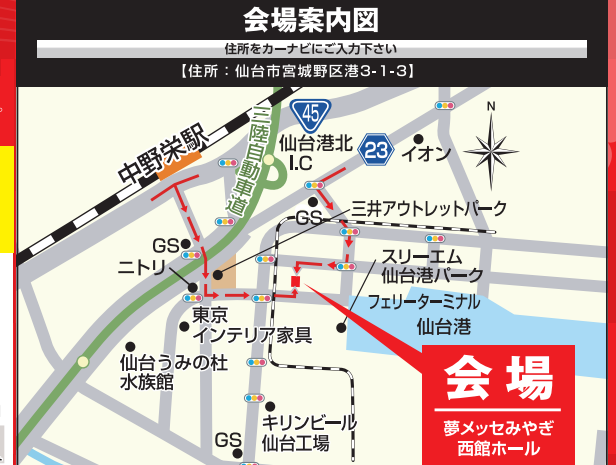 会場案内図
住所をカーナビにご入力下さい
【住所：仙台市宮城野区港3-1-3】
45
N
三陸自動車道
仙台港北
I.C
23
イオン
中野栄駅
GS
三井アウトレットパーク
GS
ニトリ
スリーエム
仙台港パーク
フェリーターミナル
仙台港
東京
インテリア家具
仙台うみの杜
水族館
会場
夢メッセみやぎ
西館ホール
キリンビール
仙台工場
GS